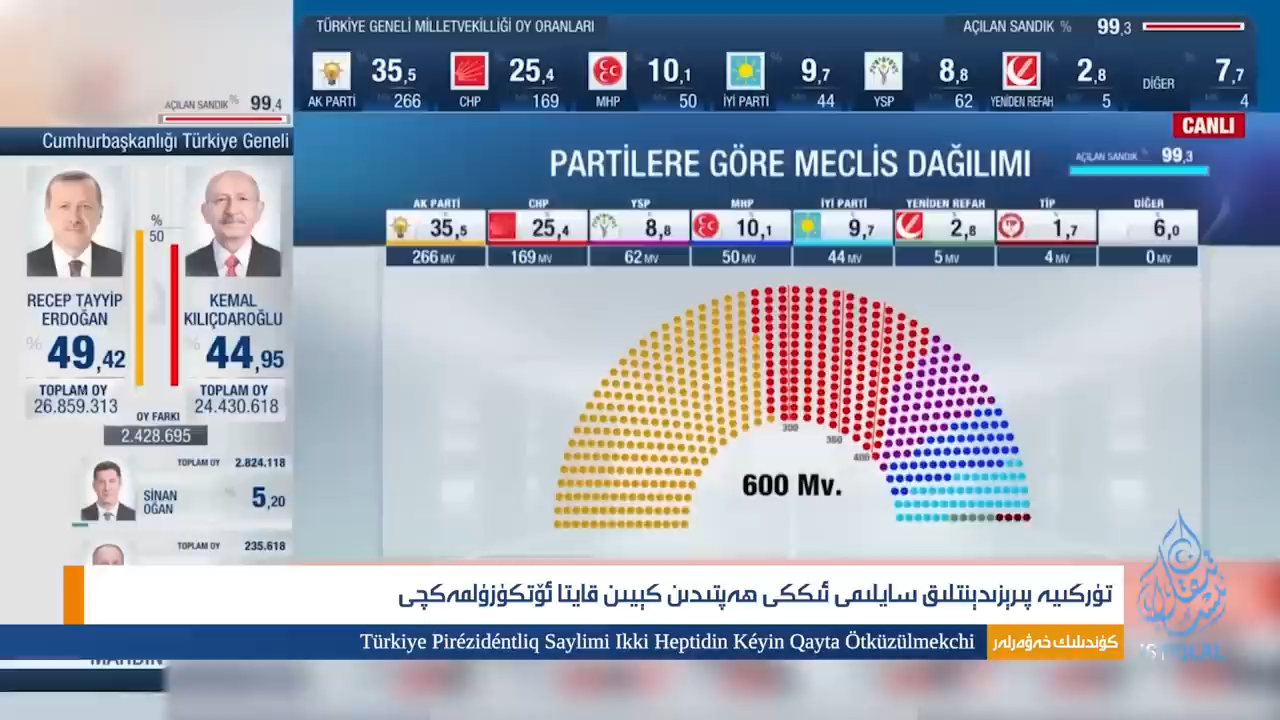 TÜRKİYE GENELİ MİLLETVEKİLLİĞİ OY ORANLARI
AÇILAN SANDIK % 99,3
35,5 25,4 10,1 9,7 8,8 2,8 7,7
AK PARTİ 266 CHP 169 MHP 50 İYİ PARTİ 44 YSP 62 YENİDEN REFAH 5 DİĞER 4
AÇILAN SANDIK % 99,4
Cumhurbaşkanlığı Türkiye Geneli
CANLI
PARTİLERE GÖRE MECLİS DAĞILIMI
AÇILAN SANDIK % 99,3
AK PARTİ CHP YSP MHP İYİ PARTİ YENİDEN REFAH TİP DİĞER
35,5 25,4 8,8 10,1 9,7 2,8 1,7 6,0
266 MV 169 MV 62 MV 50 MV 44 MV 5 MV 4 MV 0 MV
300
360
400
600 Mv.
%
50
RECEP TAYYİP
ERDOĞAN
% 49,42
TOPLAM OY
26.859.313
KEMAL
KILIÇDAROĞLU
% 44,95
TOPLAM OY
24.430.618
OY FARKI
2.428.695
TOPLAM OY 2.824.118
SİNAN
OĞAN
5,20
TOPLAM OY 235.618
تۈركىيە پىرېزىدېنتلىق سايلىمى ئىككى ھەپتىدىن كېيىن قايتا ئۆتكۈزۈلمەكچى
Türkiye Pirézidéntliq Saylimi Ikki Heptidin Kéyin Qayta Ötküzülmekchi
كۈندىلىك خەۋەرلەر